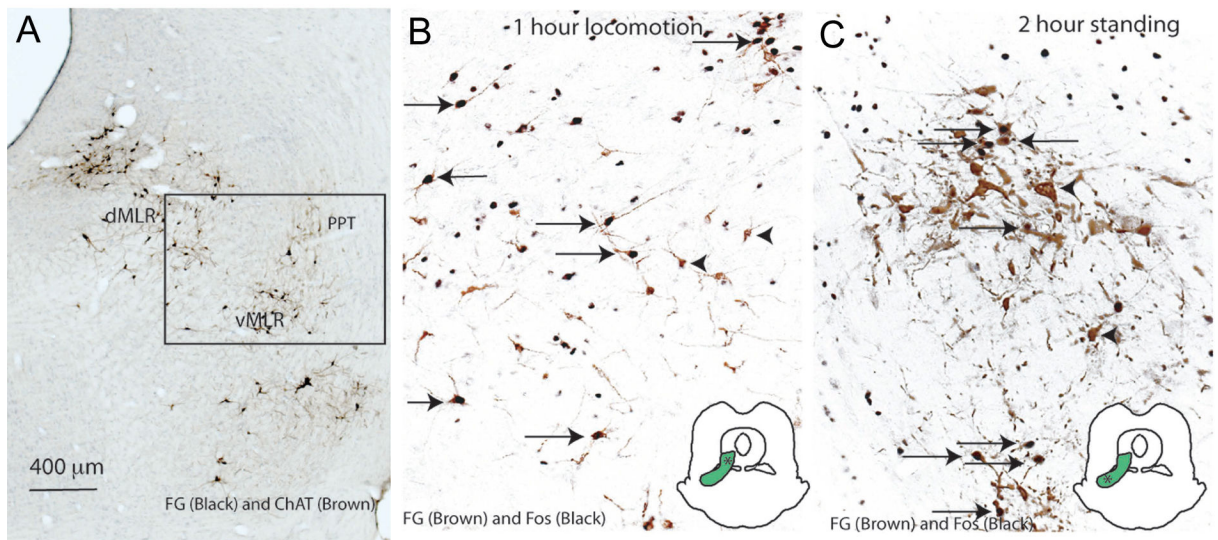 A
B
C
1 hour locomotion
2 hour standing
dMLR
PPT
vMLR
400 μm
FG (Black) and ChAT (Brown)
FG (Brown) and Fos (Black)
FG (Brown) and Fos (Black)
*
*